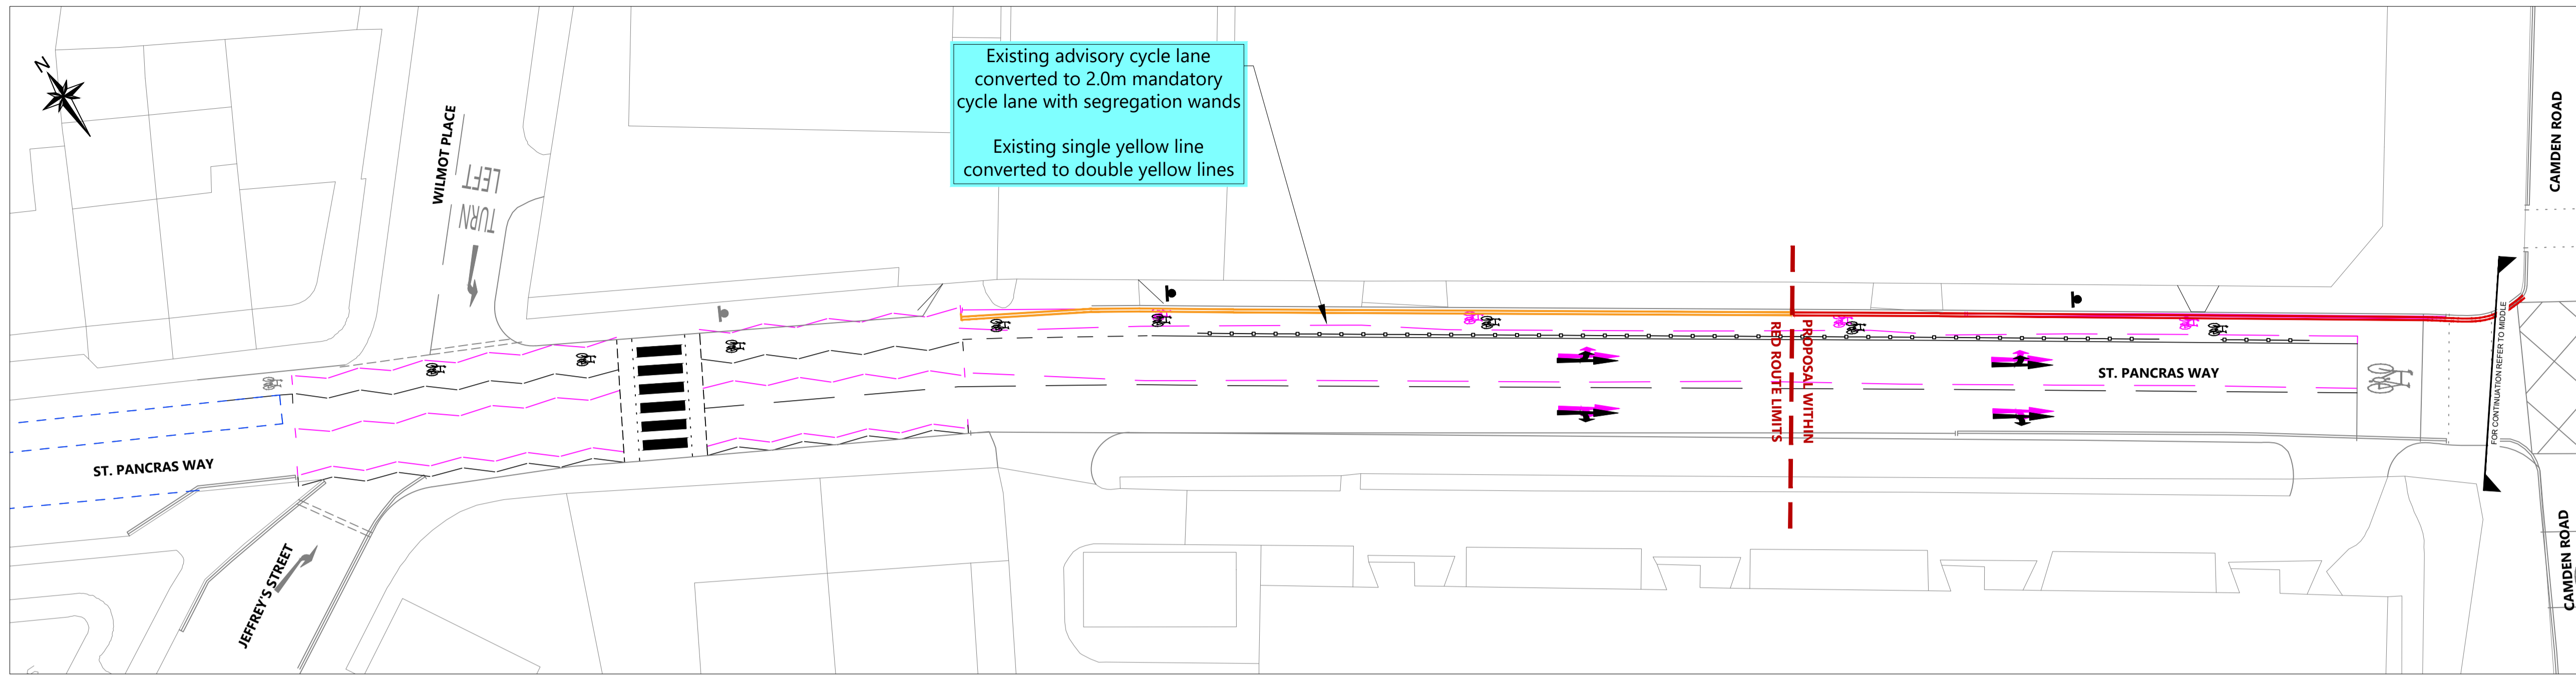 N
WILMOT PLACE
LEFT
TURN
Existing advisory cycle lane
converted to 2.0m mandatory
cycle lane with segregation wands
Existing single yellow line
converted to double yellow lines
CAMDEN ROAD
PROPOSAL WITHIN
RED ROUTE LIMITS
ST. PANCRAS WAY
FOR CONTINUATION REFER TO MIDDLE
ST. PANCRAS WAY
JEFFREY'S STREET
CAMDEN ROAD